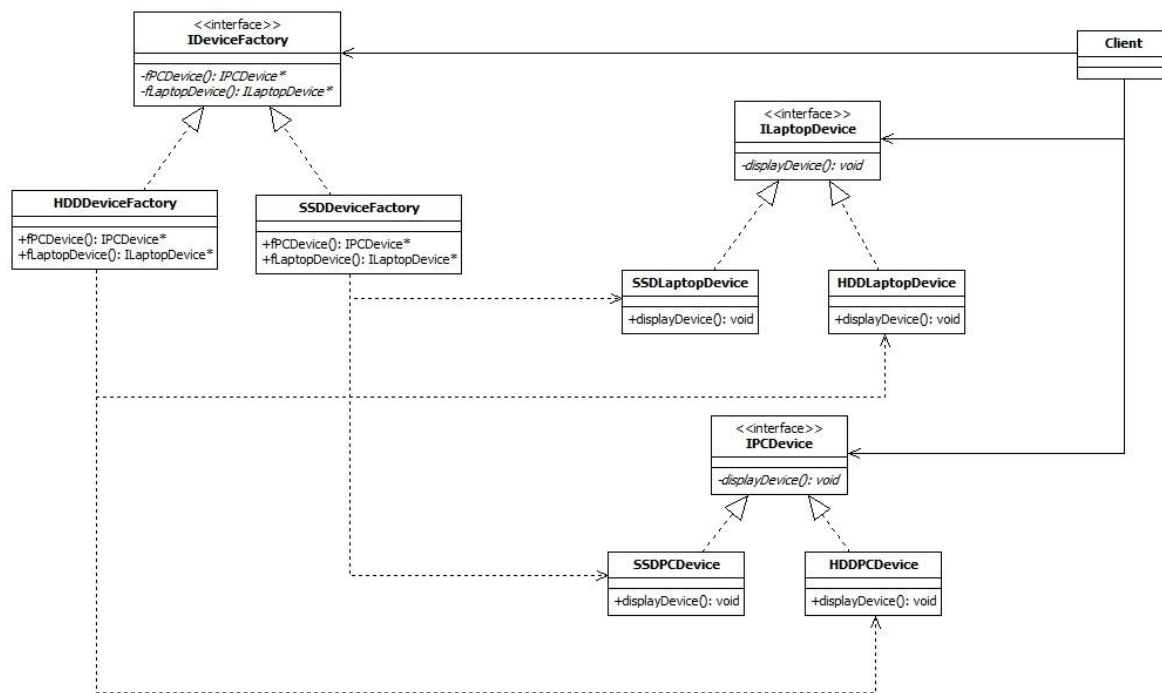 <<interface>>
IDeviceFactory
-fPCDevice(): IPCDevice*
-fLaptopDevice(): ILaptopDevice*
Client
<<interface>>
ILaptopDevice
-displayDevice(): void
HDDDeviceFactory
+fPCDevice(): IPCDevice*
+fLaptopDevice(): ILaptopDevice*
SSDDeviceFactory
+fPCDevice(): IPCDevice*
+fLaptopDevice(): ILaptopDevice*
SSDLaptopDevice
+displayDevice(): void
HDDLaptopDevice
+displayDevice(): void
<<interface>>
IPCDevice
-displayDevice(): void
SSDPCDevice
+displayDevice(): void
HDDPCDevice
+displayDevice(): void